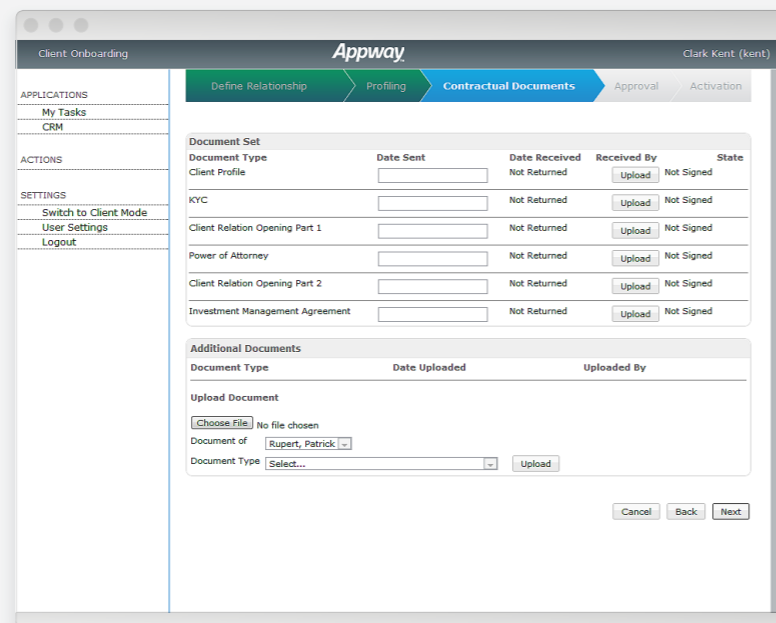 Client Onboarding Appway Clark Kent (kent)
Define Relationship Profiling Contractual Documents Approval Activation
APPLICATIONS
My Tasks
CRM
ACTIONS
SETTINGS
Switch to Client Mode
User Settings
Logout
Document Set
Document Type Date Sent Date Received Received By State
Client Profile Not Returned Upload Not Signed
KYC Not Returned Upload Not Signed
Client Relation Opening Part 1 Not Returned Upload Not Signed
Power of Attorney Not Returned Upload Not Signed
Client Relation Opening Part 2 Not Returned Upload Not Signed
Investment Management Agreement Not Returned Upload Not Signed
Additional Documents
Document Type Date Uploaded Uploaded By
Upload Document
Choose File No file chosen
Document of Rupert, Patrick
Document Type Select... Upload
Cancel Back Next